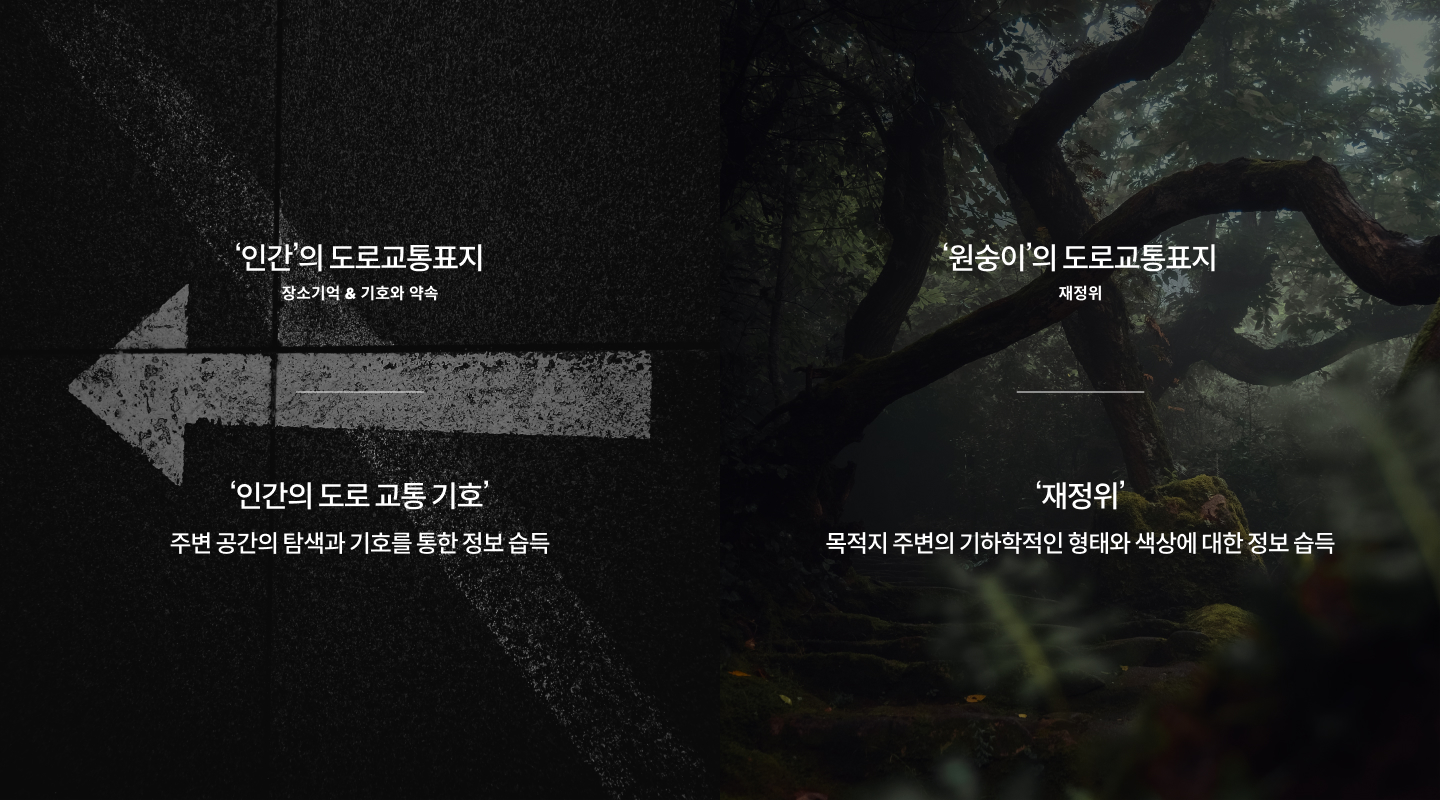 ‘인간’의 도로교통표지
장소기억 & 기호와 약속
‘인간의 도로 교통 기호’
주변 공간의 탐색과 기호를 통한 정보 습득
‘원숭이’의 도로교통표지
재정위
‘재정위’
목적지 주변의 기하학적인 형태와 색상에 대한 정보 습득